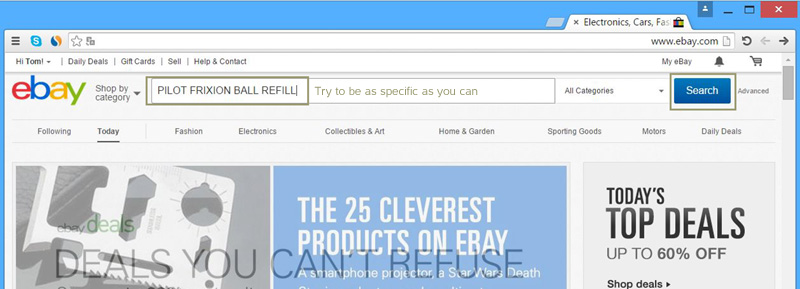 Electronics, Cars, Fas
www.ebay.com
Hi Tom! Daily Deals Gift Cards Sell Help & Contact My eBay
ebay Shop by category PILOT FRIXION BALL REFILL Try to be as specific as you can All Categories Search Advanced
Following Today Fashion Electronics Collectibles & Art Home & Garden Sporting Goods Motors Daily Deals
ebay deals
DEALS YOU CAN'T REFUSE
THE 25 CLEVEREST
PRODUCTS ON EBAY
A smartphone projector, a Star Wars Death
TODAY'S
TOP DEALS
UP TO 60% OFF
Shop deals